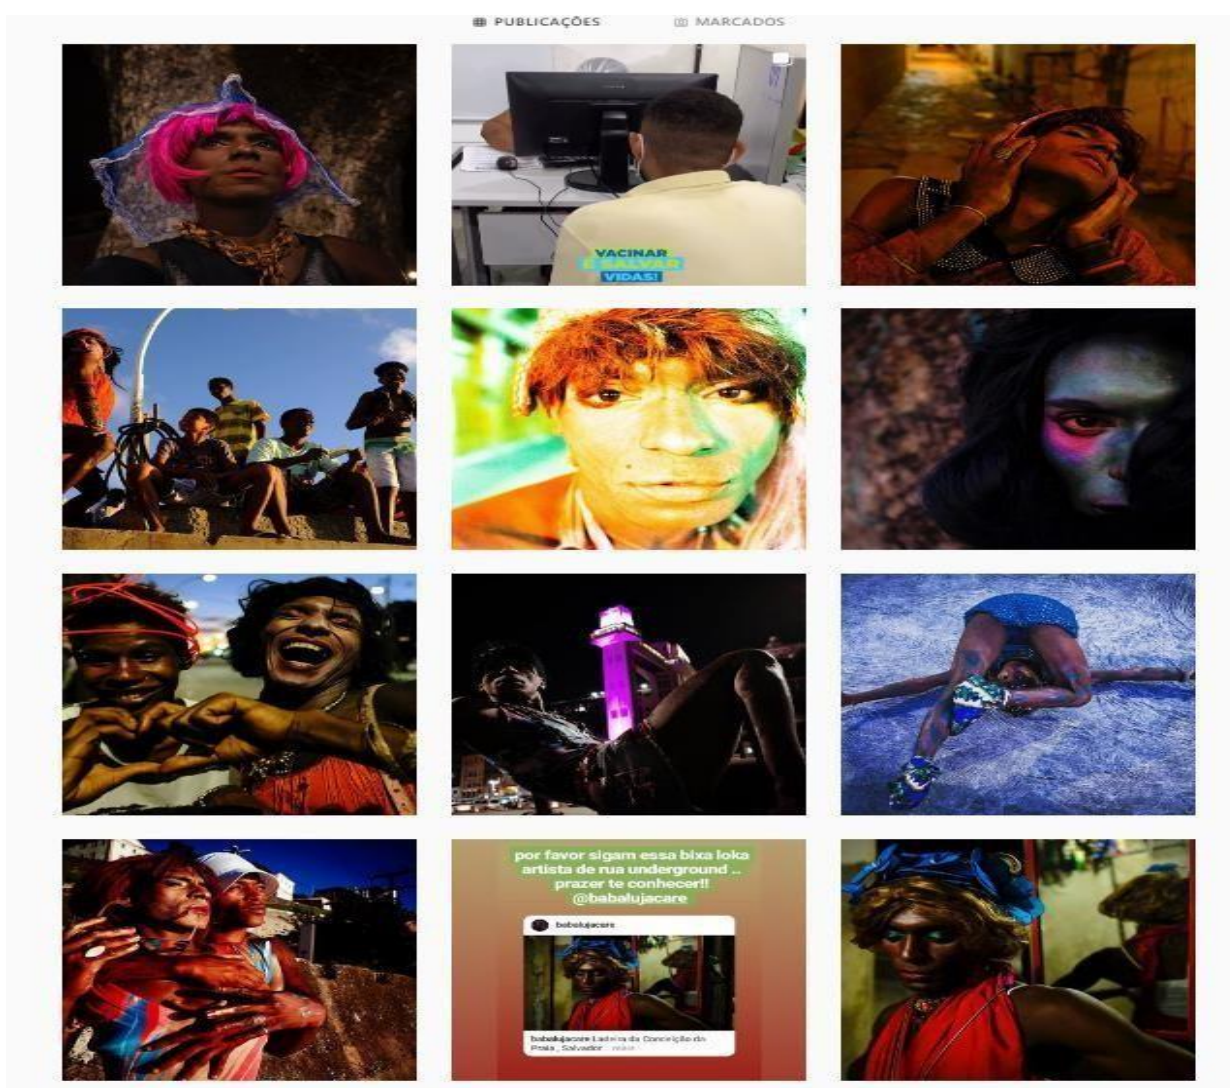 PUBLICAÇÕES
MARCADOS
VACINAR
É SALVAR
VIDAS!
por favor sigam essa bixa loka
artista de rua underground ..
prazer te conhecer!!
@babalujacare
babalujacare
babalujacare Ladeira da Conceição da
Praia, Salvador